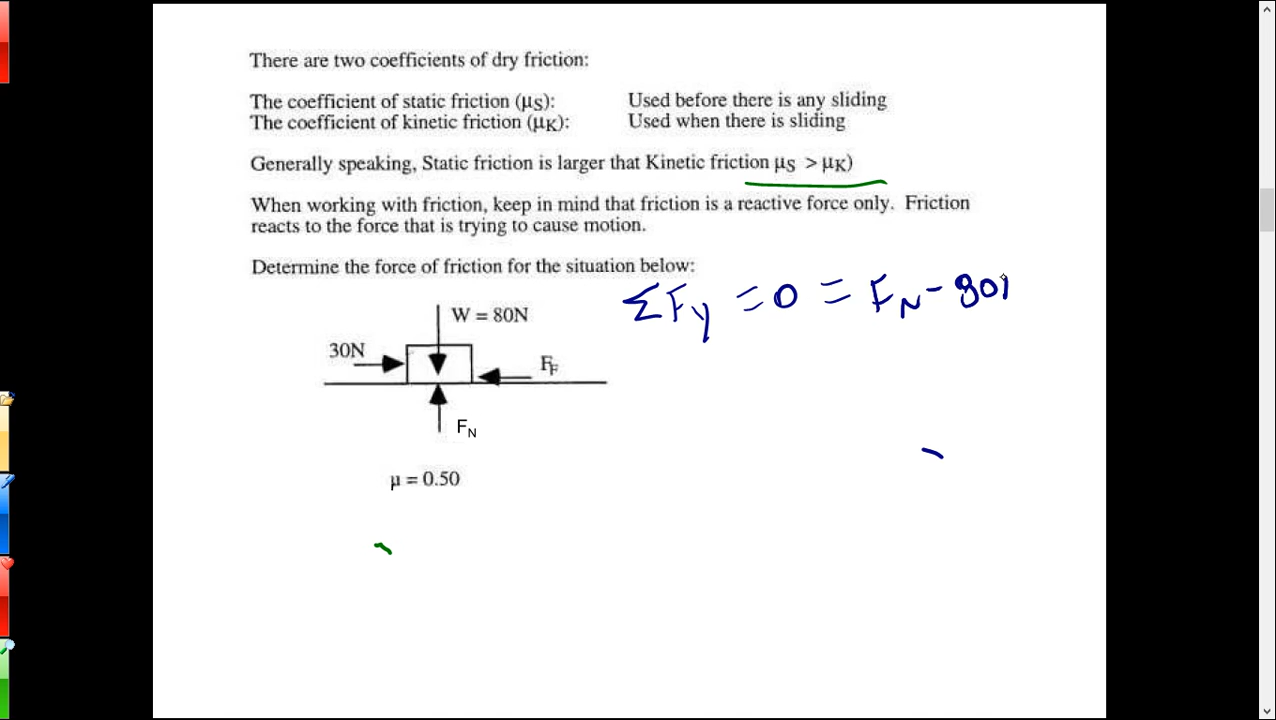 There are two coefficients of dry friction:
The coefficient of static friction (μS): Used before there is any sliding
The coefficient of kinetic friction (μK): Used when there is sliding
Generally speaking, Static friction is larger that Kinetic friction μS > μK)
When working with friction, keep in mind that friction is a reactive force only. Friction
reacts to the force that is trying to cause motion.
Determine the force of friction for the situation below:
ΣFy = 0 = FN - 80
W = 80N
30N
FF
FN
μ = 0.50